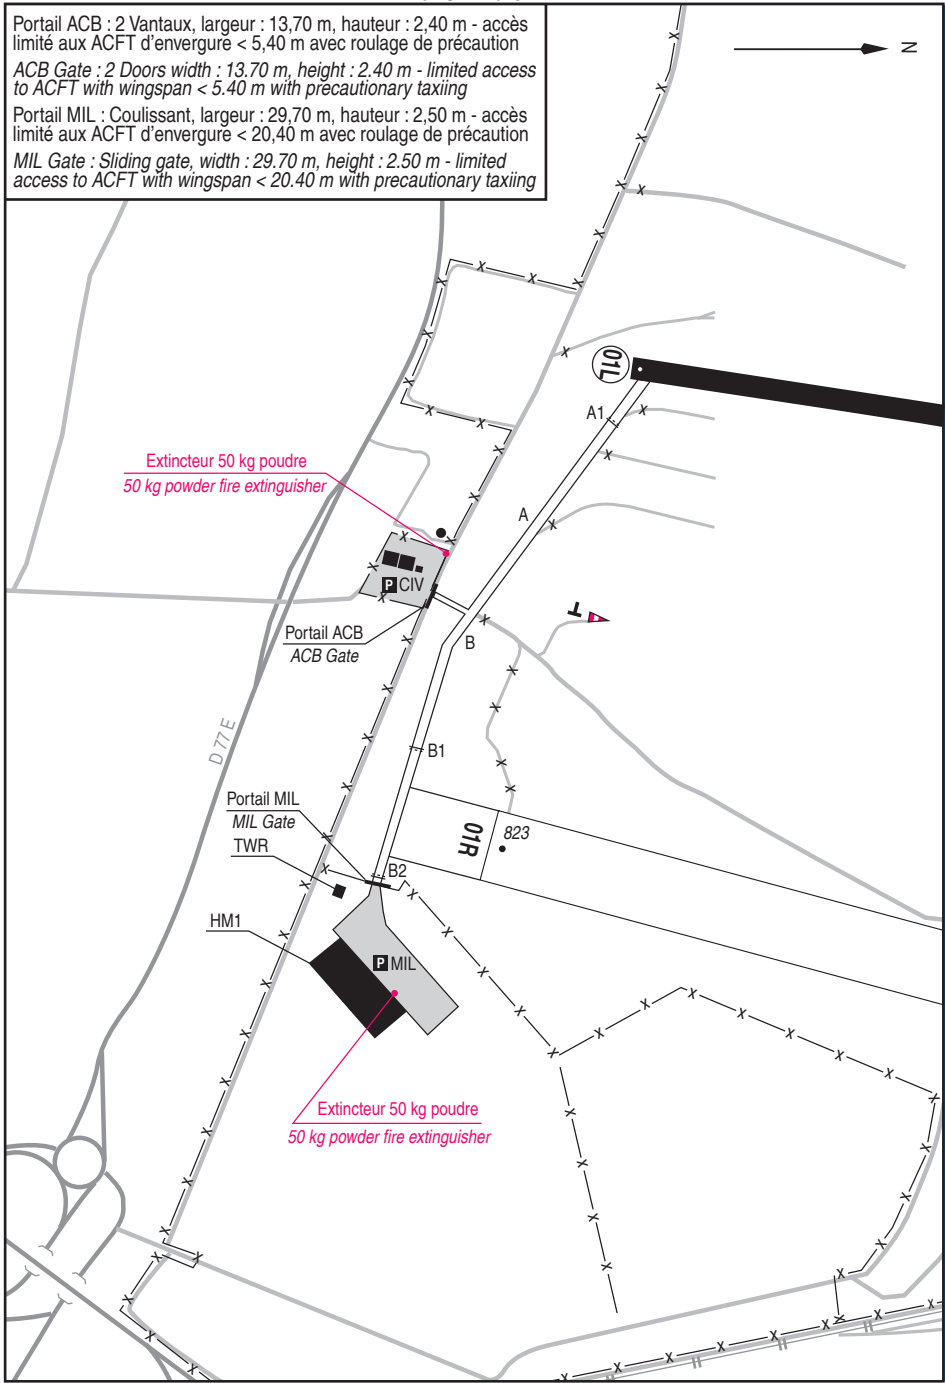 Portail ACB : 2 Vantaux, largeur : 13,70 m, hauteur : 2,40 m - accès
limité aux ACFT d'envergure < 5,40 m avec roulage de précaution
ACB Gate : 2 Doors width : 13.70 m, height : 2.40 m - limited access
to ACFT with wingspan < 5.40 m with precautionary taxiing
Portail MIL : Coulissant, largeur : 29,70 m, hauteur : 2,50 m - accès
limité aux ACFT d'envergure < 20,40 m avec roulage de précaution
MIL Gate : Sliding gate, width : 29.70 m, height : 2.50 m - limited
access to ACFT with wingspan < 20.40 m with precautionary taxiing
N
01L
A1
Extincteur 50 kg poudre
50 kg powder fire extinguisher
A
P CIV
Portail ACB
ACB Gate
B
D 77 E
B1
Portail MIL
MIL Gate
01R
823
TWR
B2
HM1
P MIL
Extincteur 50 kg poudre
50 kg powder fire extinguisher